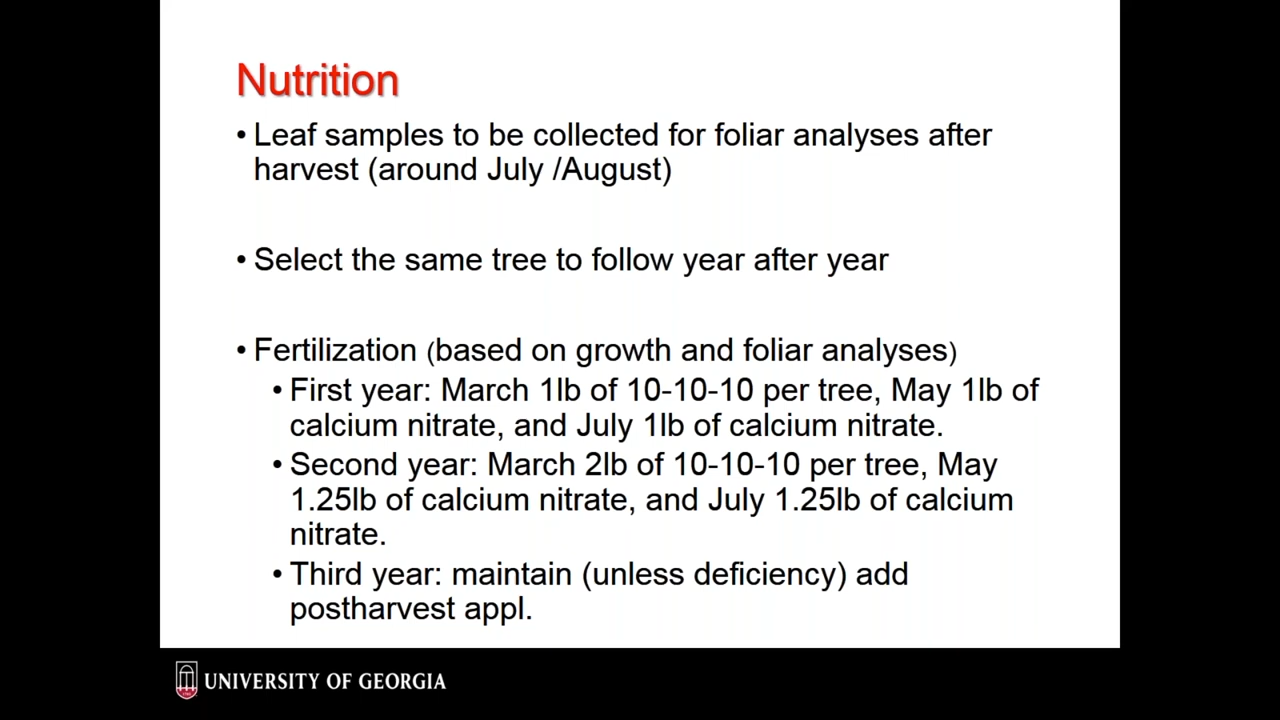 Nutrition
• Leaf samples to be collected for foliar analyses after
harvest (around July /August)
• Select the same tree to follow year after year
• Fertilization (based on growth and foliar analyses)
• First year: March 1lb of 10-10-10 per tree, May 1lb of
calcium nitrate, and July 1lb of calcium nitrate.
• Second year: March 2lb of 10-10-10 per tree, May
1.25lb of calcium nitrate, and July 1.25lb of calcium
nitrate.
• Third year: maintain (unless deficiency) add
postharvest appl.
UNIVERSITY OF GEORGIA